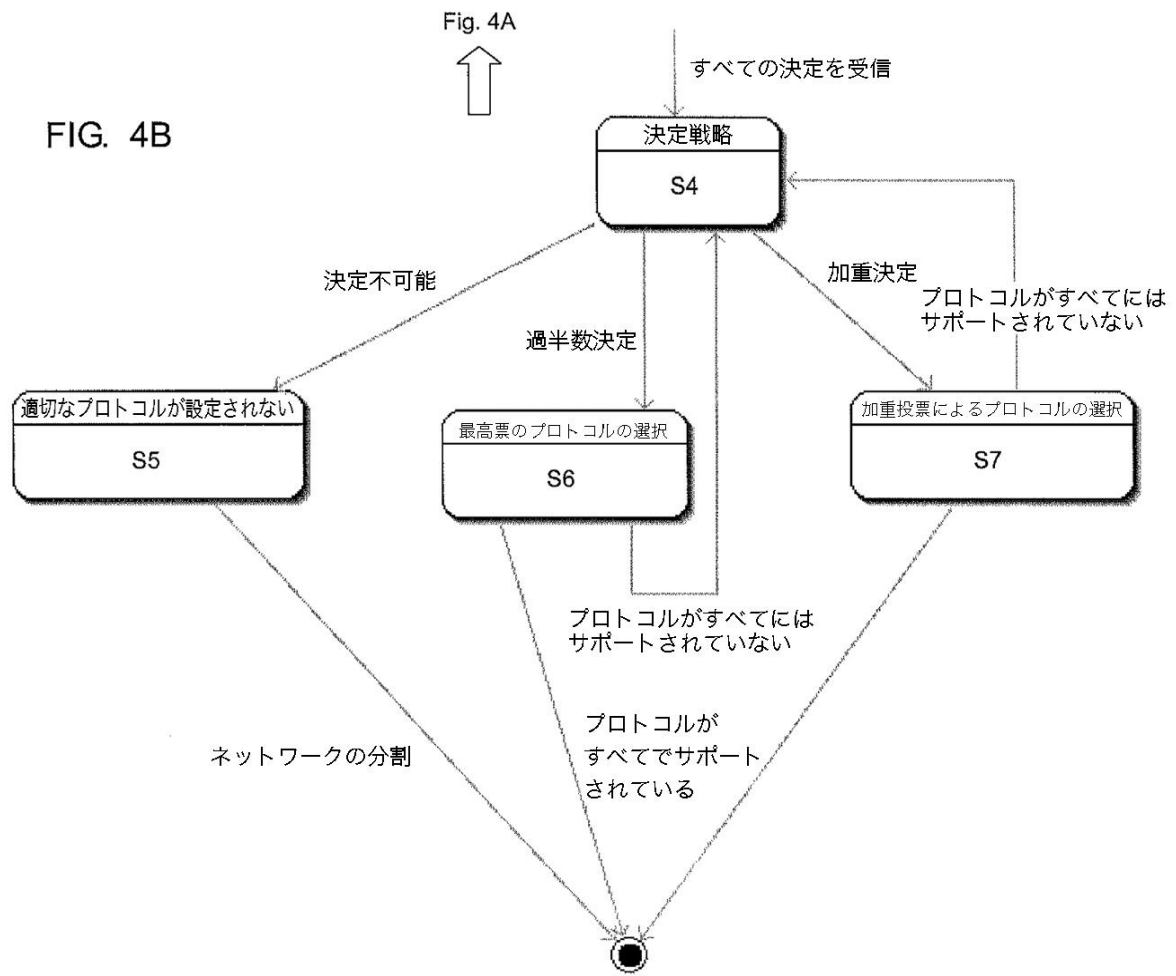 Fig. 4A
すべての決定を受信
FIG. 4B
決定戦略
S4
決定不可能
過半数決定
加重決定
プロトコルがすべてには
サポートされていない
適切なプロトコルが設定されない
S5
最高票のプロトコルの選択
S6
加重投票によるプロトコルの選択
S7
プロトコルがすべてには
サポートされていない
ネットワークの分割
プロトコルが
すべてでサポート
されている